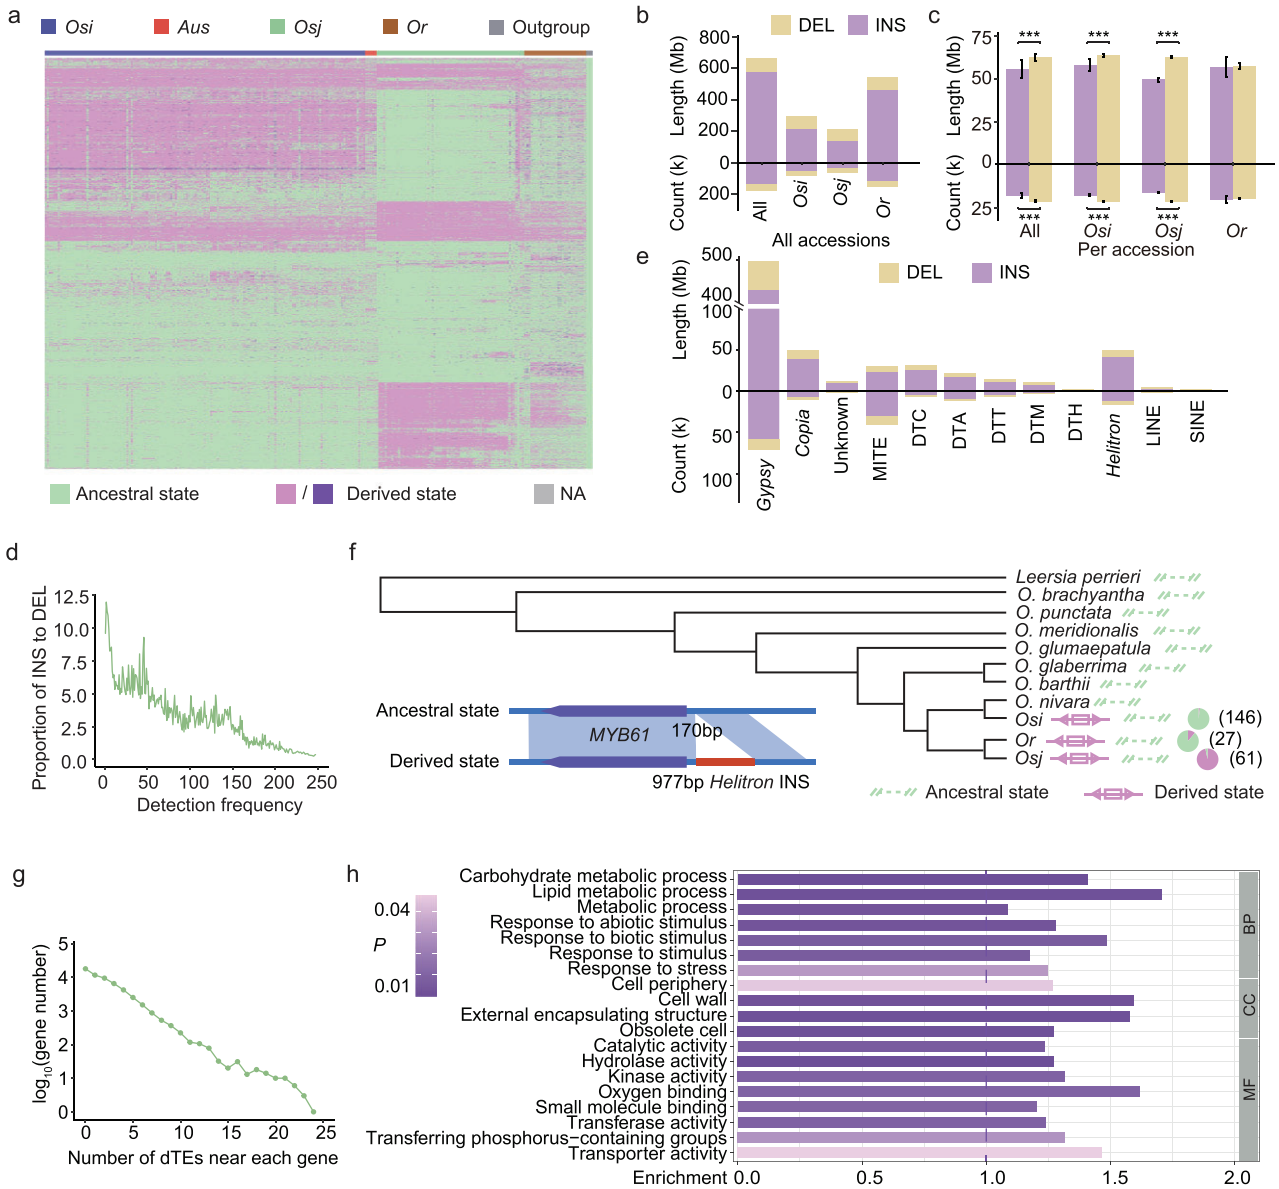 a
Osi
Aus
Osj
Or
Outgroup
Ancestral state
/
Derived state
NA
b
DEL
INS
Length (Mb)
Count (k)
800
600
400
200
0
200
All
Osi
Osj
Or
All accessions
c
Length (Mb)
Count (k)
75
50
25
0
25
***
***
***
***
***
***
All
Osi
Osj
Or
Per accession
e
DEL
INS
Length (Mb)
Count (k)
500
400
100
50
0
50
100
Gypsy
Copia
Unknown
MITE
DTC
DTA
DTT
DTM
DTH
Helitron
LINE
SINE
d
Proportion of INS to DEL
12.5
10.0
7.5
5.0
2.5
0.0
0
50
100
150
200
250
Detection frequency
f
Leersia perrieri
O. brachyantha
O. punctata
O. meridionalis
O. glumaepatula
O. glaberrima
O. barthii
O. nivara
Osi
(146)
Or
(27)
Osj
(61)
Ancestral state
Derived state
Ancestral state
MYB61
170bp
Derived state
977bp Helitron INS
g
log10(gene number)
5
4
3
2
1
0
0
5
10
15
20
25
Number of dTEs near each gene
h
0.04
P
0.01
Carbohydrate metabolic process
Lipid metabolic process
Metabolic process
Response to abiotic stimulus
Response to biotic stimulus
Response to stimulus
Response to stress
Cell periphery
Cell wall
External encapsulating structure
Obsolete cell
Catalytic activity
Hydrolase activity
Kinase activity
Oxygen binding
Small molecule binding
Transferase activity
Transferring phosphorus−containing groups
Transporter activity
BP
CC
MF
Enrichment
0.0
0.5
1.0
1.5
2.0